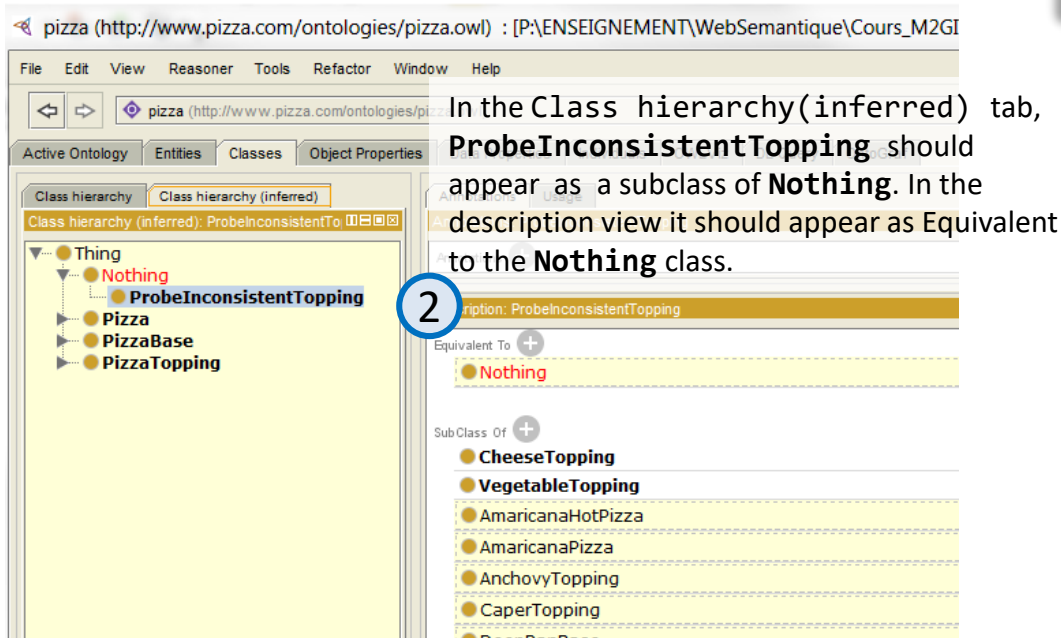 pizza (http://www.pizza.com/ontologies/pizza.owl) : [P:\ENSEIGNEMENT\WebSemantique\Cours_M2GI
File Edit View Reasoner Tools Refactor Window Help
pizza (http://www.pizza.com/ontologies/
In the Class hierarchy(inferred) tab,
ProbeInconsistentTopping should
appear as a subclass of Nothing. In the
description view it should appear as Equivalent
to the Nothing class.
Active Ontology Entities Classes Object Properties
Class hierarchy Class hierarchy (inferred)
Usage
Class hierarchy (inferred): ProbeInconsistentTo
Thing
Nothing
ProbeInconsistentTopping
Pizza
PizzaBase
PizzaTopping
2
ription: ProbeInconsistentTopping
Equivalent To
Nothing
SubClass Of
CheeseTopping
VegetableTopping
AmaricanaHotPizza
AmaricanaPizza
AnchovyTopping
CaperTopping